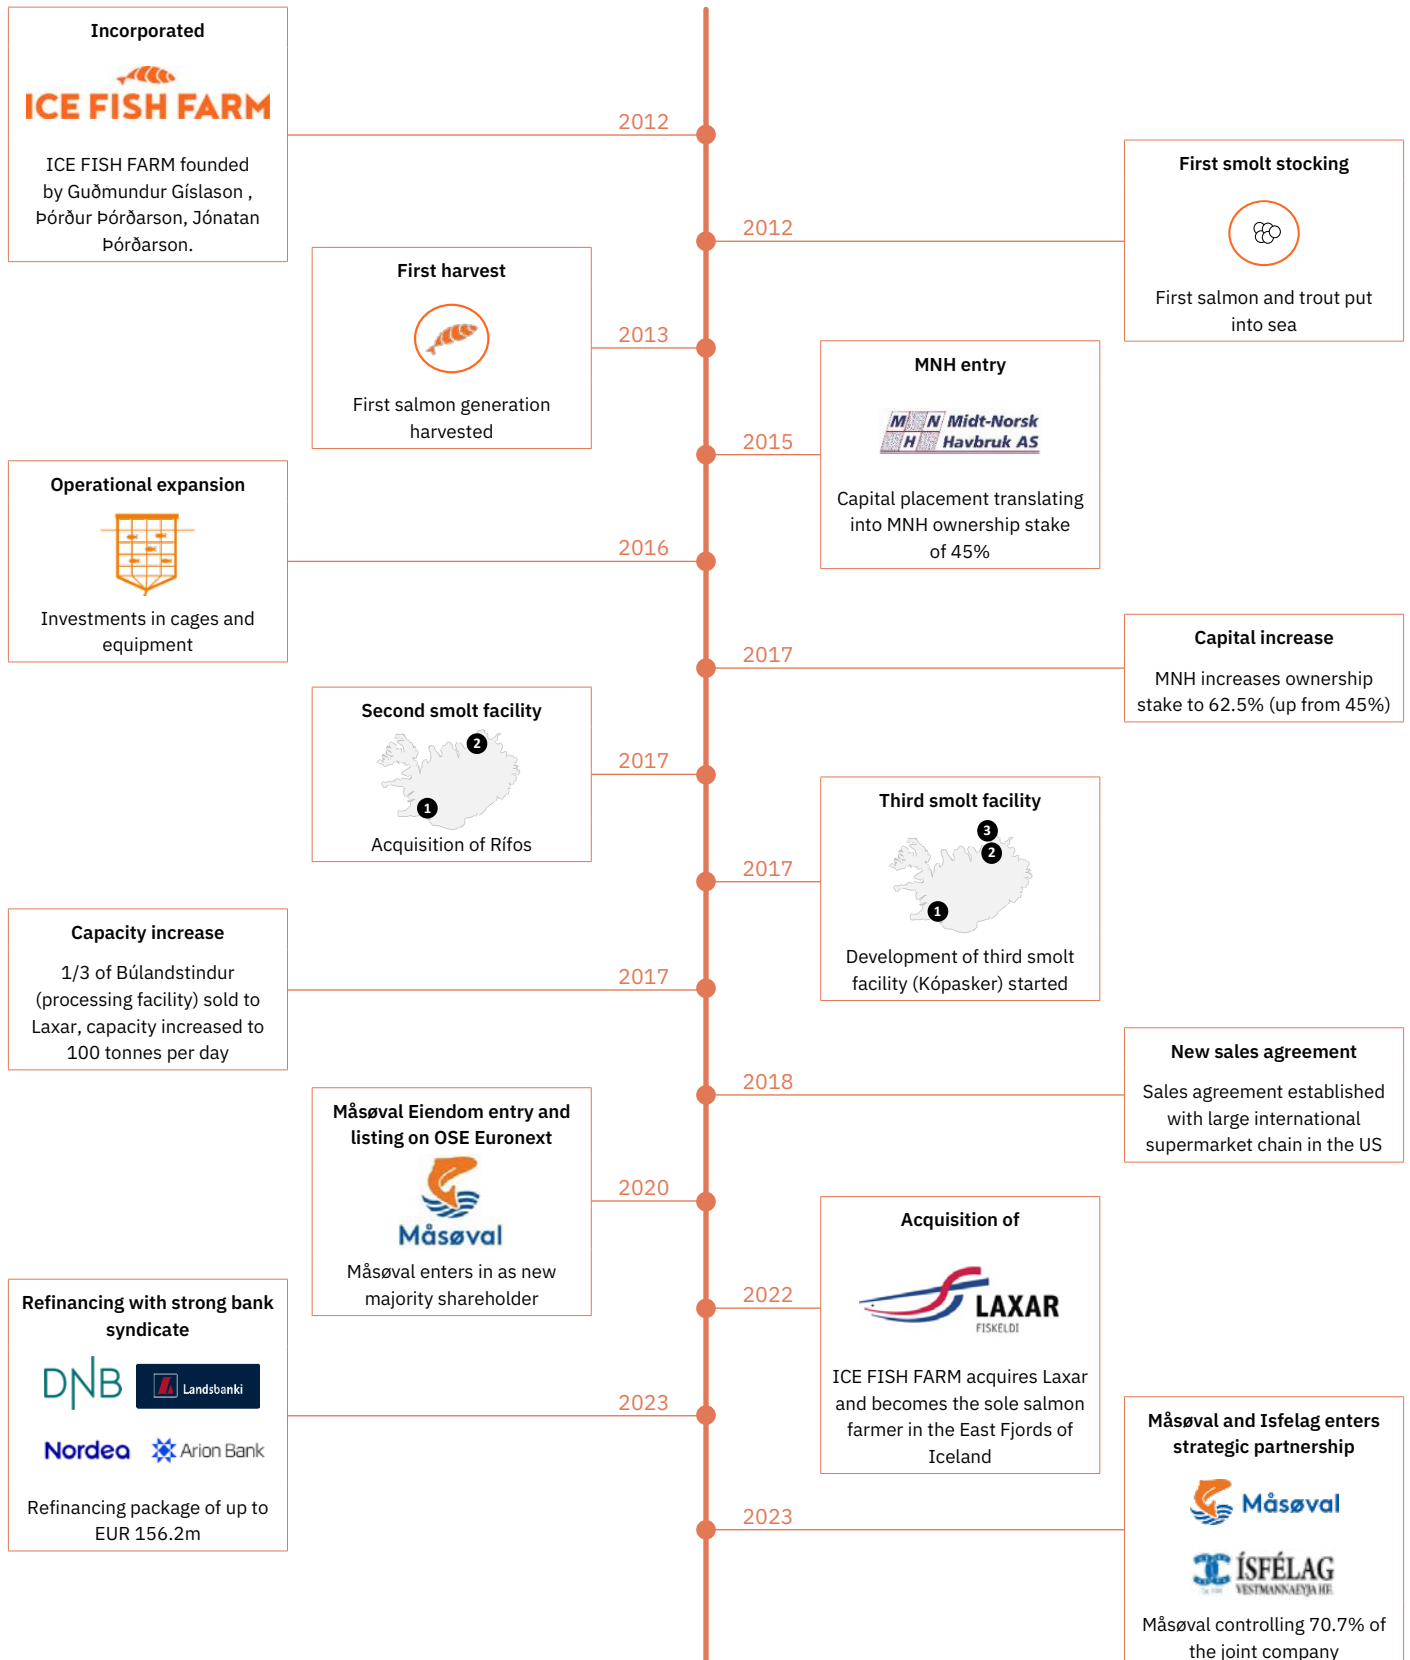 Incorporated
ICE FISH FARM
ICE FISH FARM founded
by Guðmundur Gíslason ,
Þórður Þórðarson, Jónatan
Þórðarson.
2012
First smolt stocking
First salmon and trout put
into sea
2012
First harvest
First salmon generation
harvested
2013
MNH entry
M N H Midt-Norsk
Havbruk AS
Capital placement translating
into MNH ownership stake
of 45%
2015
Operational expansion
Investments in cages and
equipment
2016
Capital increase
MNH increases ownership
stake to 62.5% (up from 45%)
2017
Second smolt facility
2
1
Acquisition of Rífos
2017
Third smolt facility
3
2
1
Development of third smolt
facility (Kópasker) started
2017
Capacity increase
1/3 of Búlandstindur
(processing facility) sold to
Laxar, capacity increased to
100 tonnes per day
2017
New sales agreement
Sales agreement established
with large international
supermarket chain in the US
2018
Måsøval Eiendom entry and
listing on OSE Euronext
Måsøval
Måsøval enters in as new
majority shareholder
2020
Acquisition of
LAXAR
FISKELDI
ICE FISH FARM acquires Laxar
and becomes the sole salmon
farmer in the East Fjords of
Iceland
2022
Refinancing with strong bank
syndicate
DNB Landsbanki
Nordea Arion Bank
Refinancing package of up to
EUR 156.2m
2023
Måsøval and Isfelag enters
strategic partnership
Måsøval
ÍSFÉLAG
VESTMANNAEYJA HF.
Måsøval controlling 70.7% of
the joint company
2023